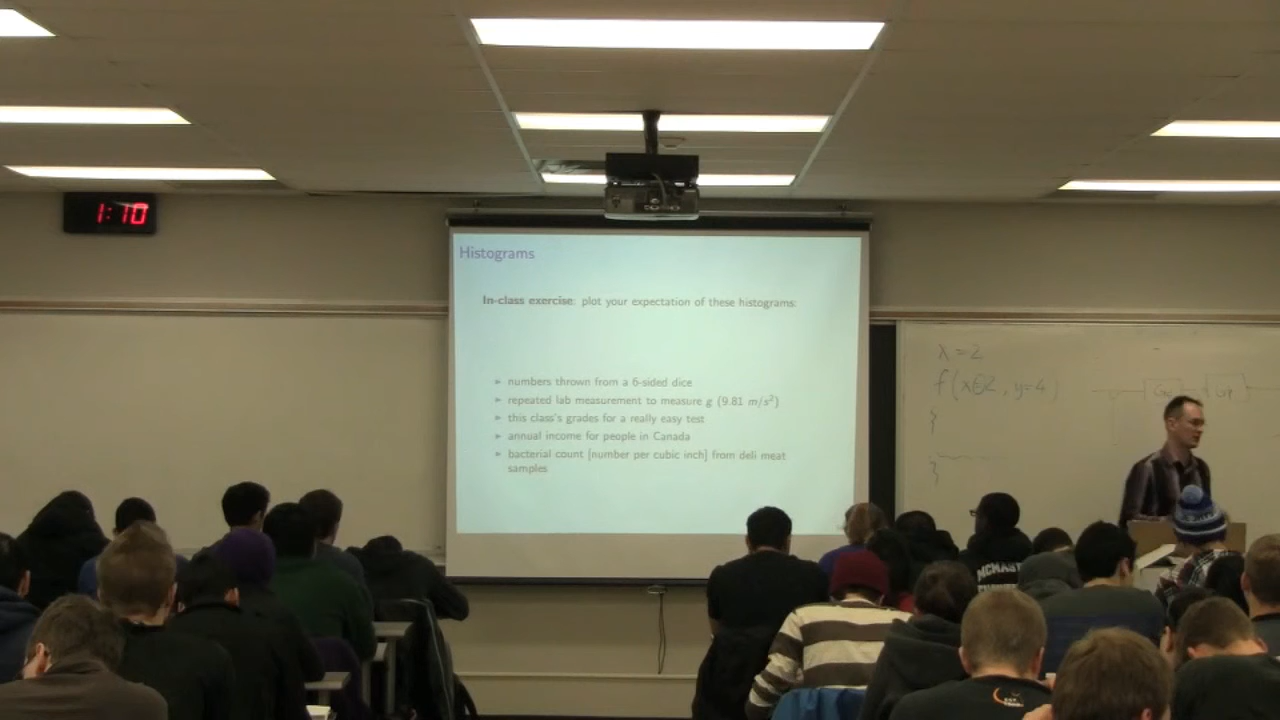 1:10
Histograms
In-class exercise: plot your expectation of these histograms:
➤ numbers thrown from a 6-sided dice
➤ repeated lab measurement to measure g (9.81 m/s²)
➤ this class's grades for a really easy test
➤ annual income for people in Canada
➤ bacterial count [number per cubic inch] from deli meat
samples
x = 2
y=4)
}
}